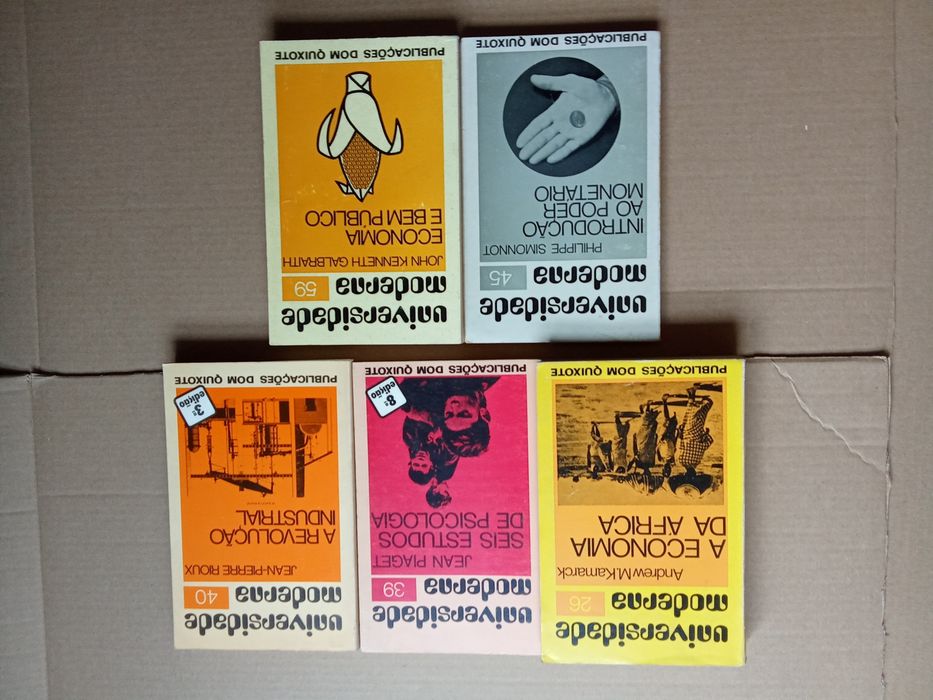 universidade
moderna 26
Andrew M. Kamarck
A ECONOMIA
DA ÁFRICA
PUBLICAÇÕES DOM QUIXOTE
universidade
moderna 39
JEAN PIAGET
SEIS ESTUDOS
DE PSICOLOGIA
8ª
edição
PUBLICAÇÕES DOM QUIXOTE
universidade
moderna 40
JEAN-PIERRE RIOUX
A REVOLUÇÃO
INDUSTRIAL
3ª
edição
PUBLICAÇÕES DOM QUIXOTE
universidade
moderna 45
PHILIPPE SIMONNOT
INTRODUÇÃO
AO PODER
MONETÁRIO
PUBLICAÇÕES DOM QUIXOTE
universidade
moderna 59
JOHN KENNETH GALBRAITH
ECONOMIA
E BEM PÚBLICO
PUBLICAÇÕES DOM QUIXOTE